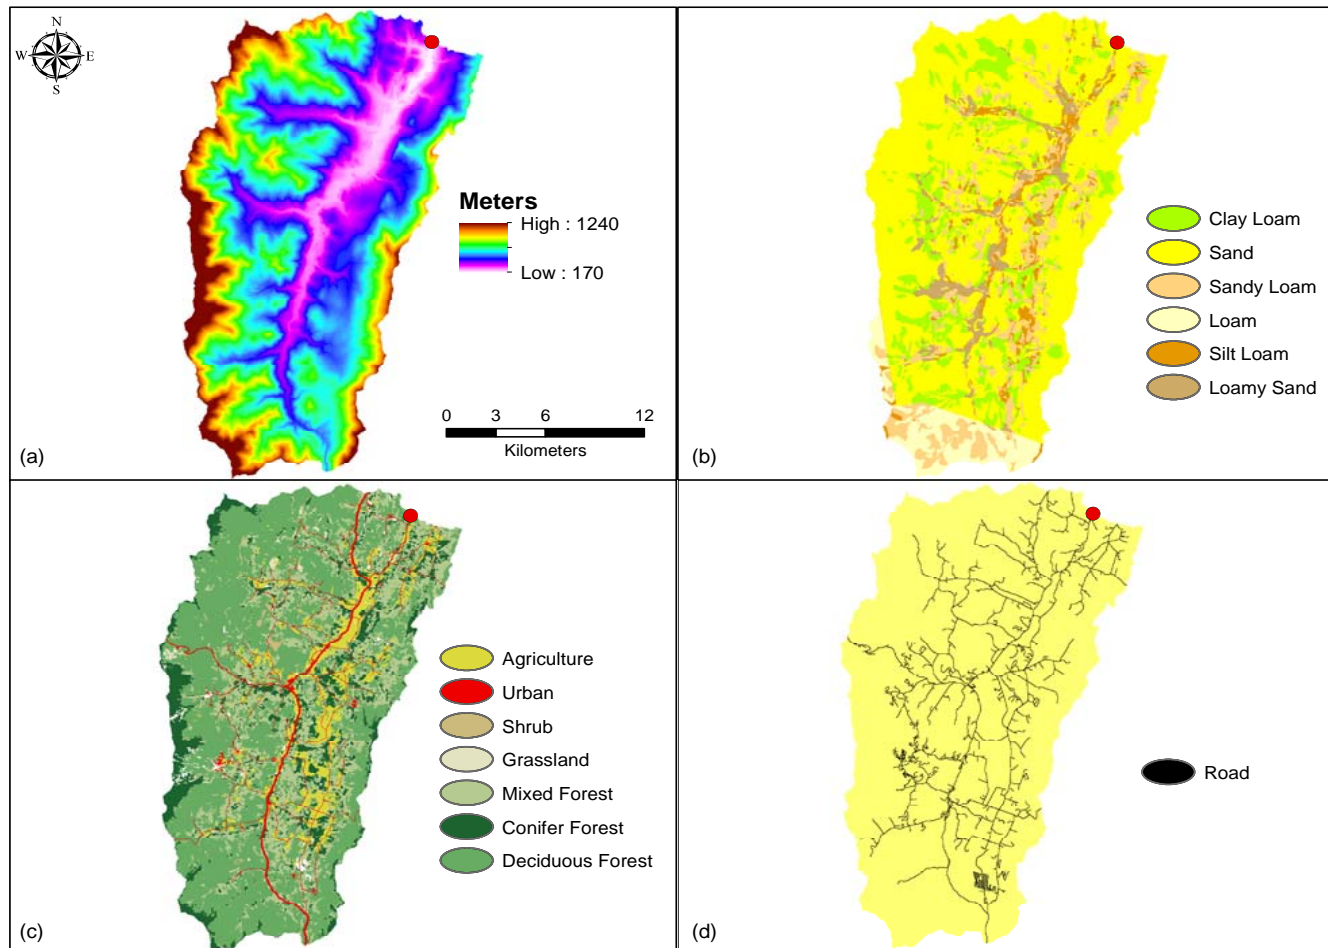 N
W E
S
Meters
High : 1240
Low : 170
0 3 6 12
Kilometers
(a)
Clay Loam
Sand
Sandy Loam
Loam
Silt Loam
Loamy Sand
(b)
Agriculture
Urban
Shrub
Grassland
Mixed Forest
Conifer Forest
Deciduous Forest
(c)
Road
(d)